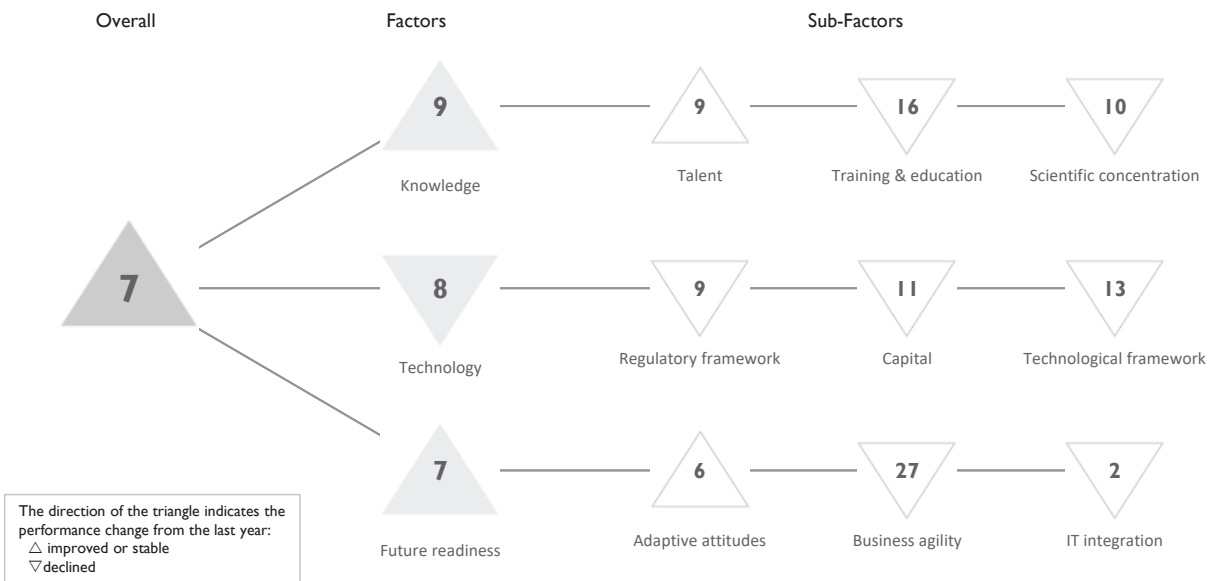 Overall Factors Sub-Factors
9 9 16 10
Knowledge Talent Training & education Scientific concentration
7 8 9 11 13
Technology Regulatory framework Capital Technological framework
7 6 27 2
Future readiness Adaptive attitudes Business agility IT integration
The direction of the triangle indicates the
performance change from the last year:
△ improved or stable
▽ declined